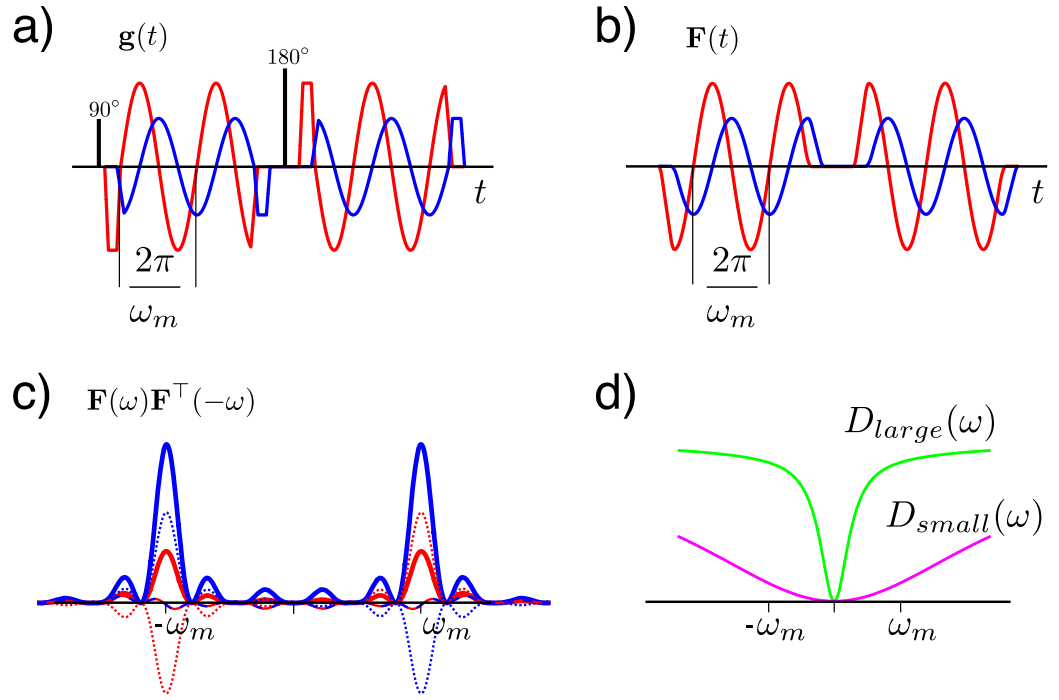 a)
g(t)
90°
180°
t
2π
ω_m
b)
F(t)
t
2π
ω_m
c)
F(ω)F^⊤(−ω)
-ω_m
ω_m
d)
D_large(ω)
D_small(ω)
-ω_m
ω_m